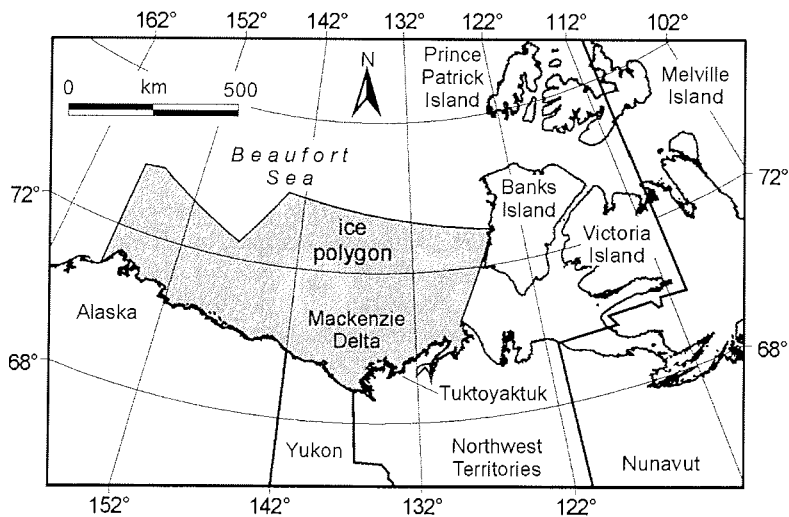 162° 152° 142° 132° 122° 112° 102°
N
0 km 500
Prince
Patrick
Island
Melville
Island
Beaufort
Sea
72°
72°
Banks
Island
ice
polygon
Victoria
Island
Alaska
Mackenzie
Delta
68°
68°
Tuktoyaktuk
Yukon
Northwest
Territories
Nunavut
152° 142° 132° 122°